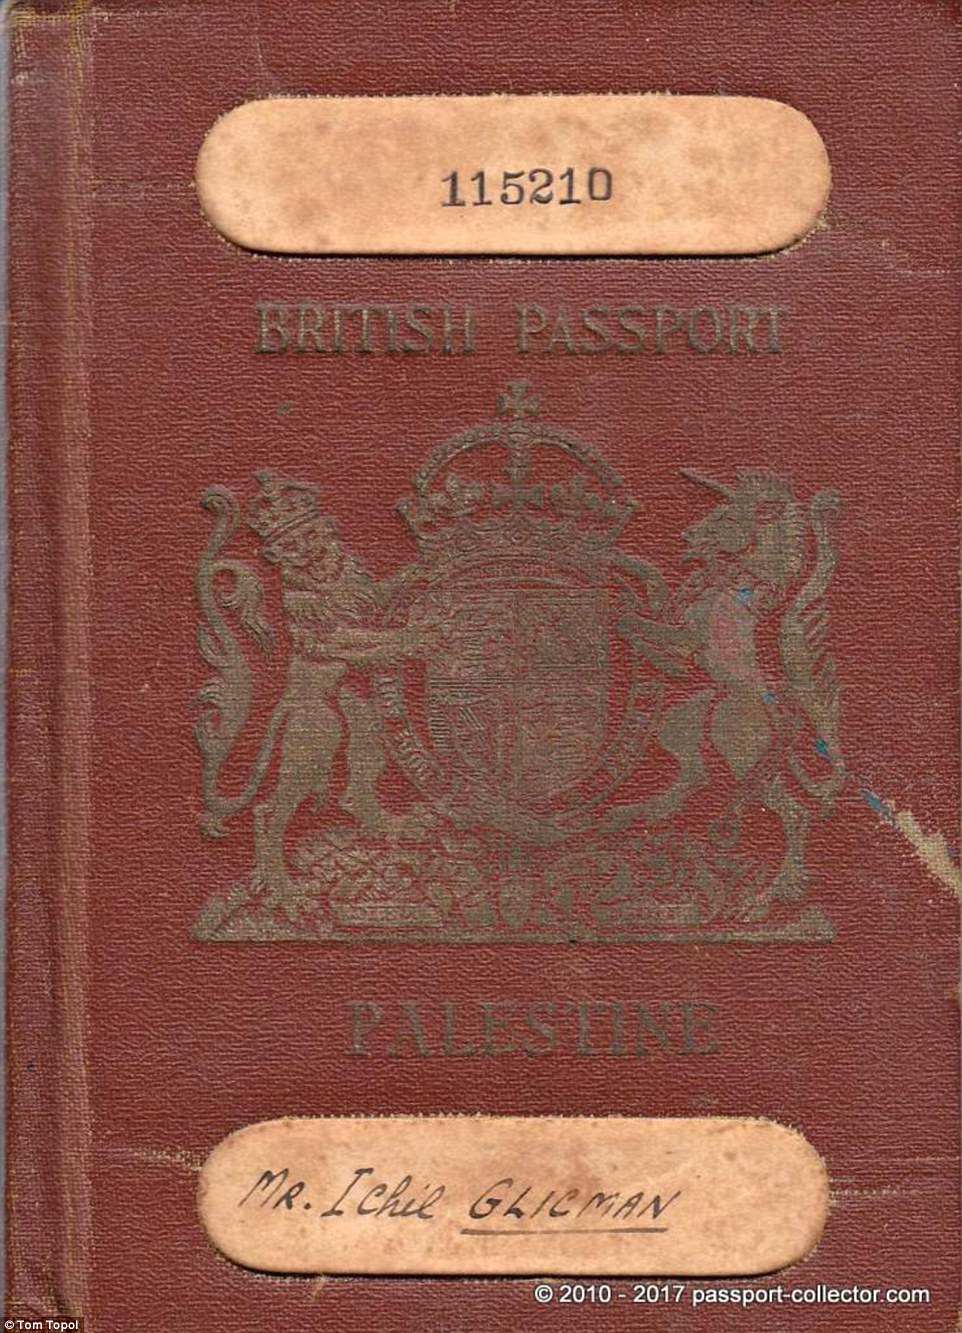 115210
BRITISH PASSPORT
PALESTINE
Mr. Ichil GLICMAN
© 2010 - 2017 passport-collector.com
© Tom Topol